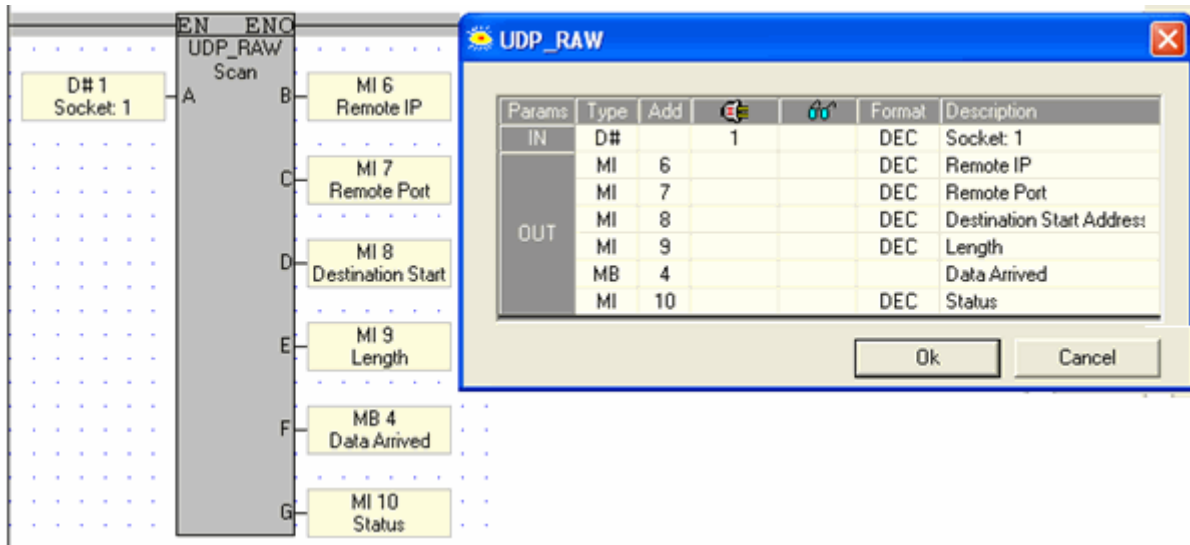 EN ENO
UDP_RAW
Scan
D# 1
Socket: 1
A
B
MI 6
Remote IP
C
MI 7
Remote Port
D
MI 8
Destination Start
E
MI 9
Length
F
MB 4
Data Arrived
G
MI 10
Status
UDP_RAW
Params Type Add Format Description
IN D# 1 DEC Socket: 1
OUT
MI 6 DEC Remote IP
MI 7 DEC Remote Port
MI 8 DEC Destination Start Address
MI 9 DEC Length
MB 4 Data Arrived
MI 10 DEC Status
Ok Cancel